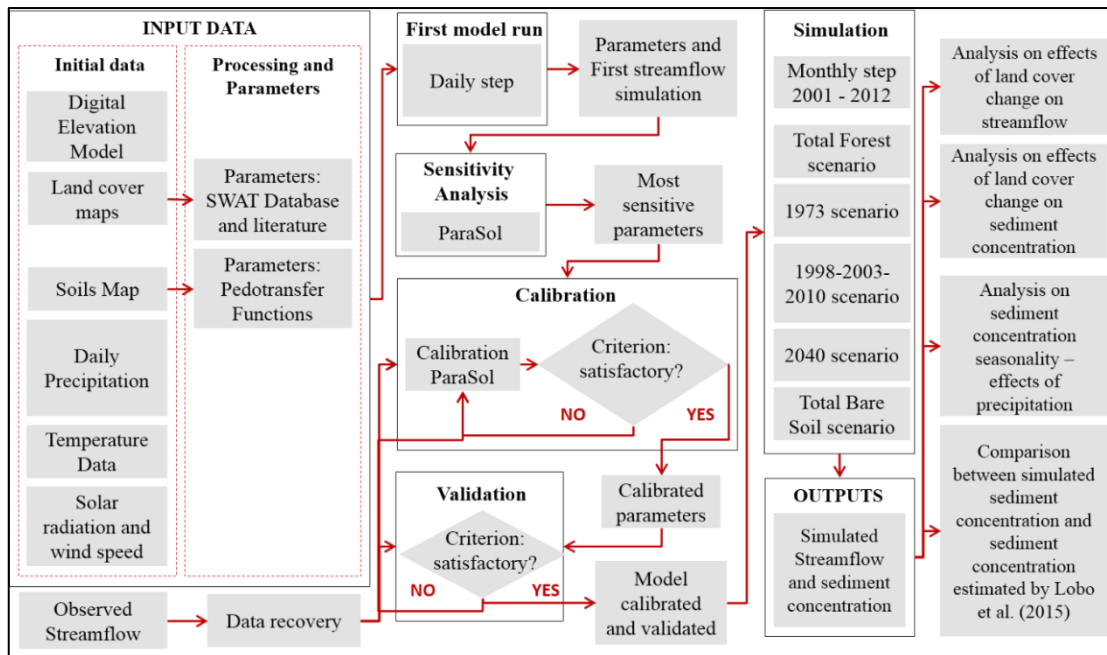 INPUT DATA
Initial data
Digital
Elevation
Model
Land cover
maps
Soils Map
Daily
Precipitation
Temperature
Data
Solar
radiation and
wind speed
Processing and
Parameters
Parameters:
SWAT Database
and literature
Parameters:
Pedotransfer
Functions
Observed
Streamflow
Data recovery
First model run
Daily step
Parameters and
First streamflow
simulation
Sensitivity
Analysis
ParaSol
Most
sensitive
parameters
Calibration
Calibration
ParaSol
Criterion:
satisfactory?
NO
YES
Calibrated
parameters
Validation
Criterion:
satisfactory?
NO
YES
Model
calibrated
and validated
Simulation
Monthly step
2001 - 2012
Total Forest
scenario
1973 scenario
1998-2003-
2010 scenario
2040 scenario
Total Bare
Soil scenario
OUTPUTS
Simulated
Streamflow
and sediment
concentration
Analysis on effects
of land cover
change on
streamflow
Analysis on effects
of land cover
change on
sediment
concentration
Analysis on
sediment
concentration
seasonality –
effects of
precipitation
Comparison
between simulated
sediment
concentration and
sediment
concentration
estimated by Lobo
et al. (2015)